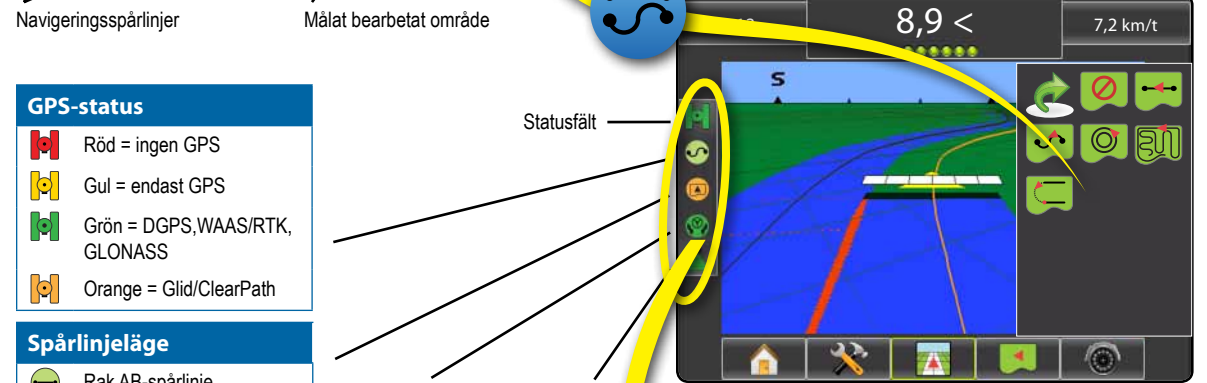 Navigeringsspårlinjer
Målat bearbetat område
8,9 <
7,2 km/t
S
GPS-status
Röd = ingen GPS
Gul = endast GPS
Grön = DGPS,WAAS/RTK,
GLONASS
Orange = Glid/ClearPath
Statusfält
Spårlinjeläge
Rak AB-spårlinje